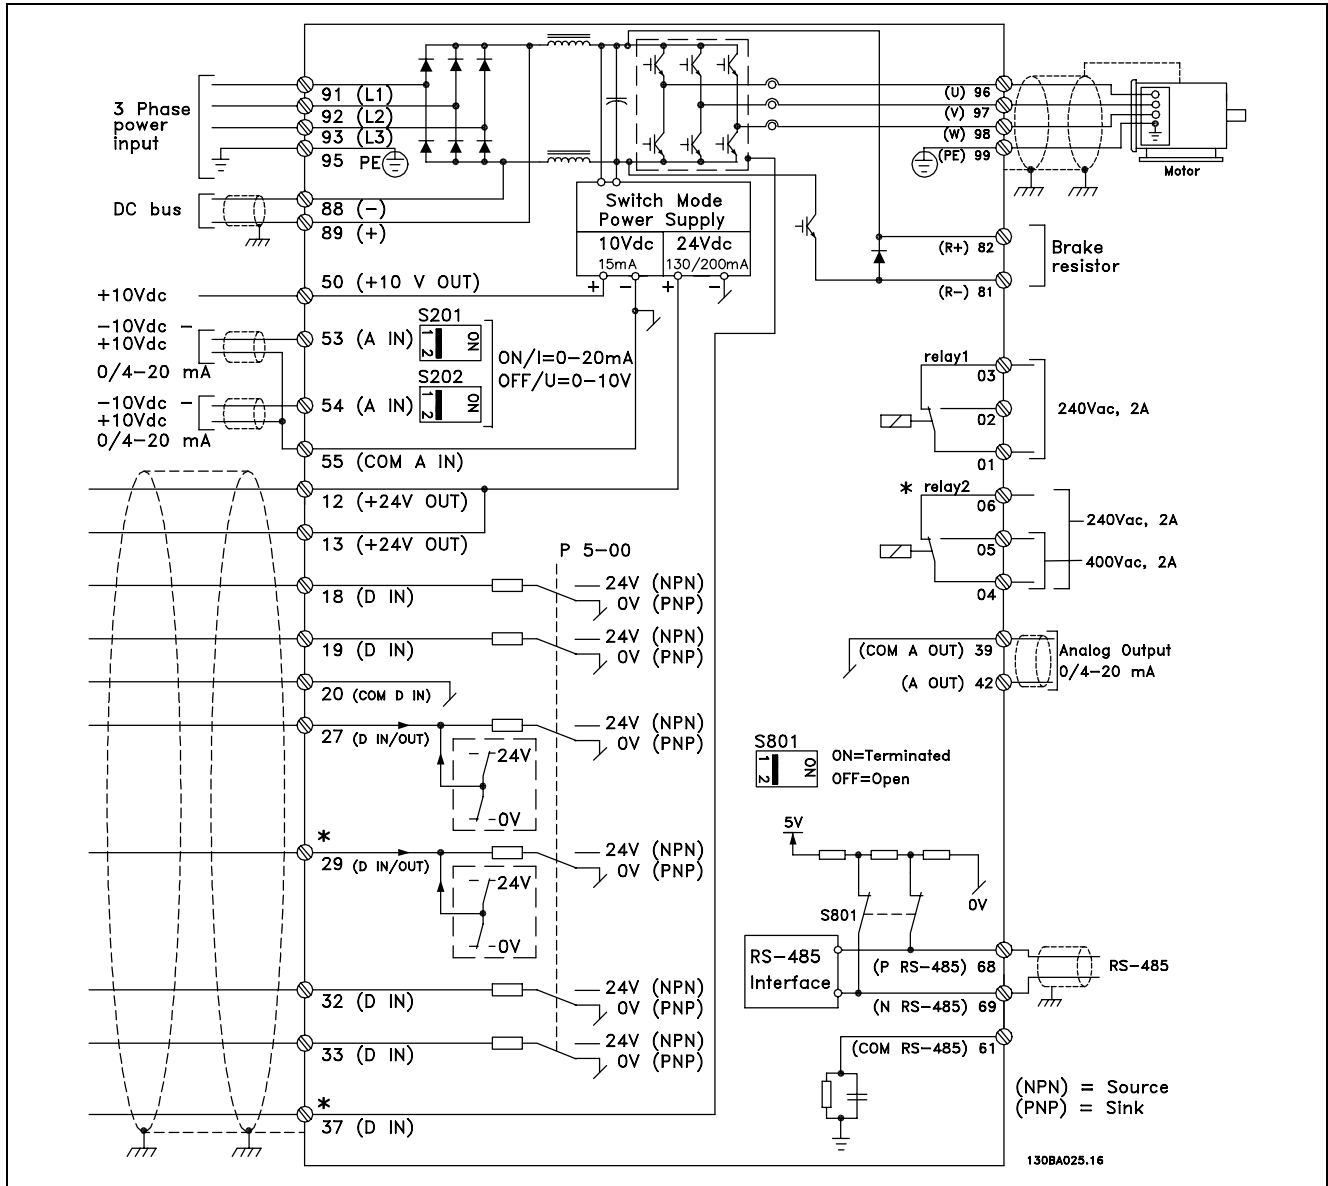 3 Phase
power
input
91 (L1)
92 (L2)
93 (L3)
95 PE
DC bus
88 (−)
89 (+)
+10Vdc
50 (+10 V OUT)
−10Vdc −
+10Vdc
0/4−20 mA
53 (A IN)
S201
1
2
ON
ON/I=0−20mA
OFF/U=0−10V
S202
1
2
ON
−10Vdc −
+10Vdc
0/4−20 mA
54 (A IN)
55 (COM A IN)
12 (+24V OUT)
13 (+24V OUT)
P 5−00
18 (D IN)
24V (NPN)
0V (PNP)
19 (D IN)
24V (NPN)
0V (PNP)
20 (COM D IN)
27 (D IN/OUT)
24V (NPN)
0V (PNP)
24V
0V
*
29 (D IN/OUT)
24V (NPN)
0V (PNP)
24V
0V
32 (D IN)
24V (NPN)
0V (PNP)
33 (D IN)
24V (NPN)
0V (PNP)
*
37 (D IN)
Switch Mode
Power Supply
10Vdc
15mA
24Vdc
130/200mA
+ − + −
(U) 96
(V) 97
(W) 98
(PE) 99
Motor
(R+) 82
(R−) 81
Brake
resistor
relay1
03
02
01
240Vac, 2A
* relay2
06
05
04
240Vac, 2A
400Vac, 2A
(COM A OUT) 39
(A OUT) 42
Analog Output
0/4−20 mA
S801
1
2
ON
ON=Terminated
OFF=Open
5V
0V
S801
RS−485
Interface
(P RS−485) 68
(N RS−485) 69
RS−485
(COM RS−485) 61
(NPN) = Source
(PNP) = Sink
130BA025.16